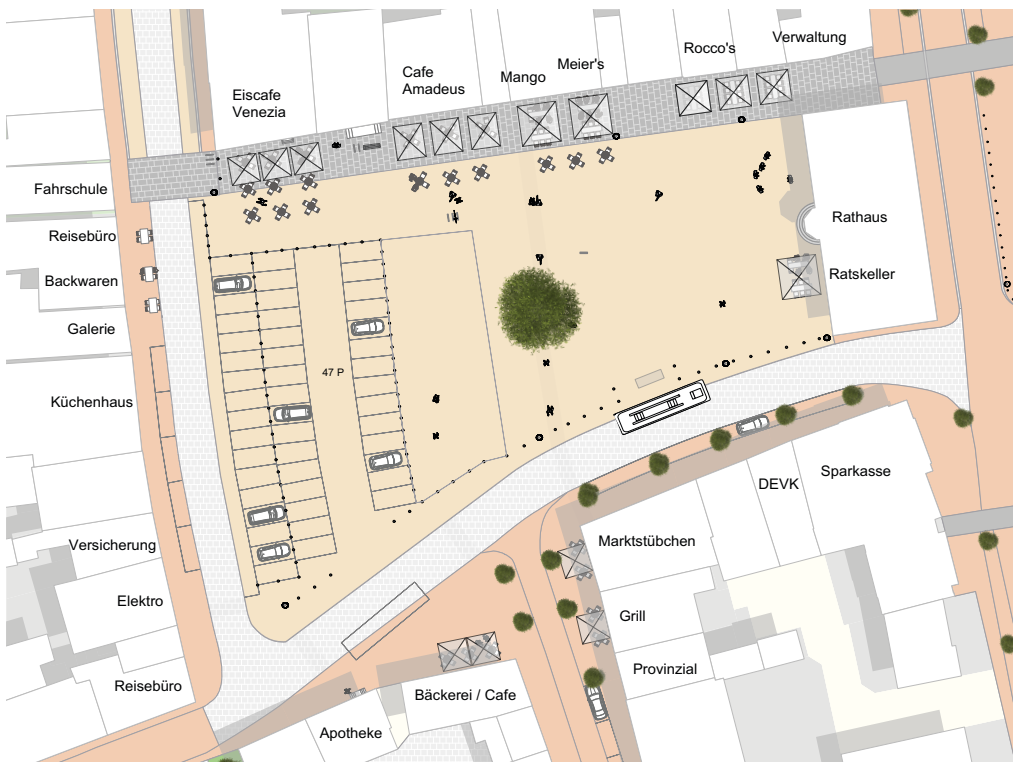 Verwaltung
Rocco's
Meier's
Mango
Cafe
Amadeus
Eiscafe
Venezia
Fahrschule
Reisebüro
Backwaren
Galerie
Küchenhaus
Rathaus
Ratskeller
47 P
Versicherung
Elektro
Reisebüro
Apotheke
Bäckerei / Cafe
Marktstübchen
DEVK
Sparkasse
Grill
Provinzial